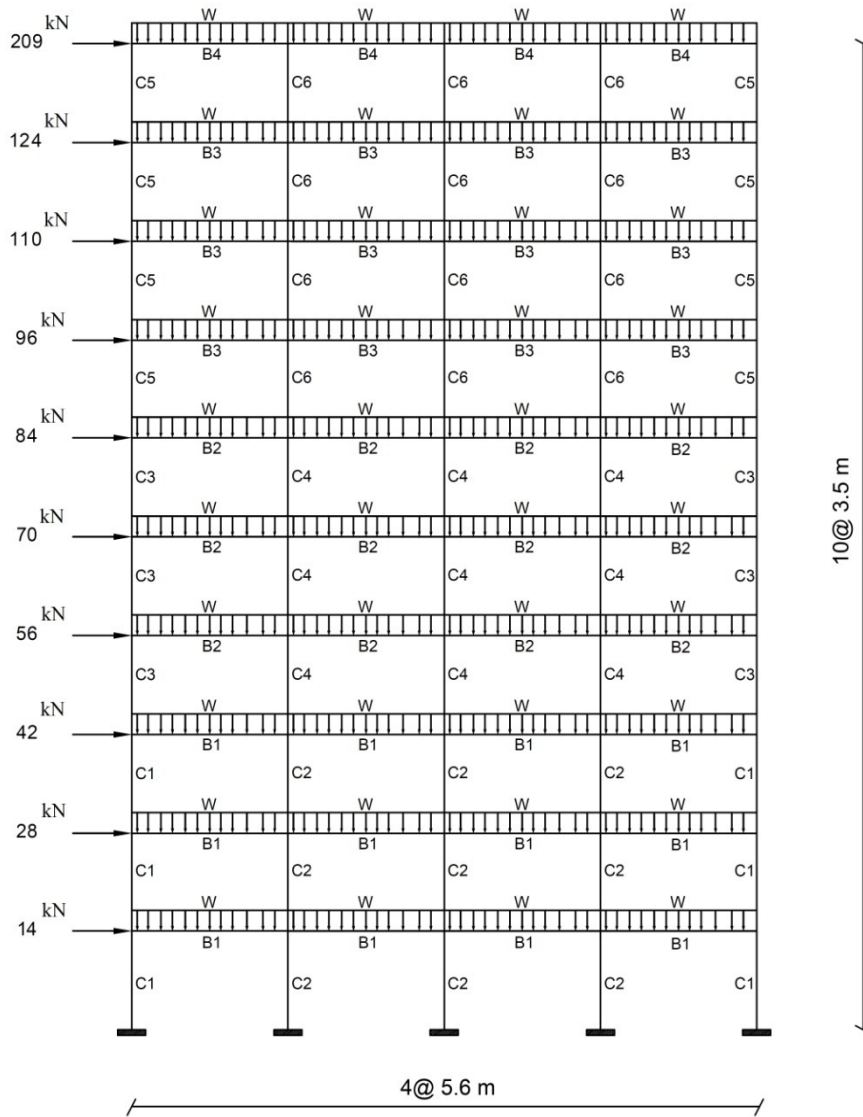 W W W W
kN
209
B4 B4 B4 B4
C5 C6 C6 C6 C5
W W W W
kN
124
B3 B3 B3 B3
C5 C6 C6 C6 C5
W W W W
kN
110
B3 B3 B3 B3
C5 C6 C6 C6 C5
W W W W
kN
96
B3 B3 B3 B3
C5 C6 C6 C6 C5
W W W W
kN
84
B2 B2 B2 B2
C3 C4 C4 C4 C3
W W W W
kN
70
B2 B2 B2 B2
C3 C4 C4 C4 C3
W W W W
kN
56
B2 B2 B2 B2
C3 C4 C4 C4 C3
W W W W
kN
42
B1 B1 B1 B1
C1 C2 C2 C2 C1
W W W W
kN
28
B1 B1 B1 B1
C1 C2 C2 C2 C1
W W W W
kN
14
B1 B1 B1 B1
C1 C2 C2 C2 C1
10@ 3.5 m
4@ 5.6 m